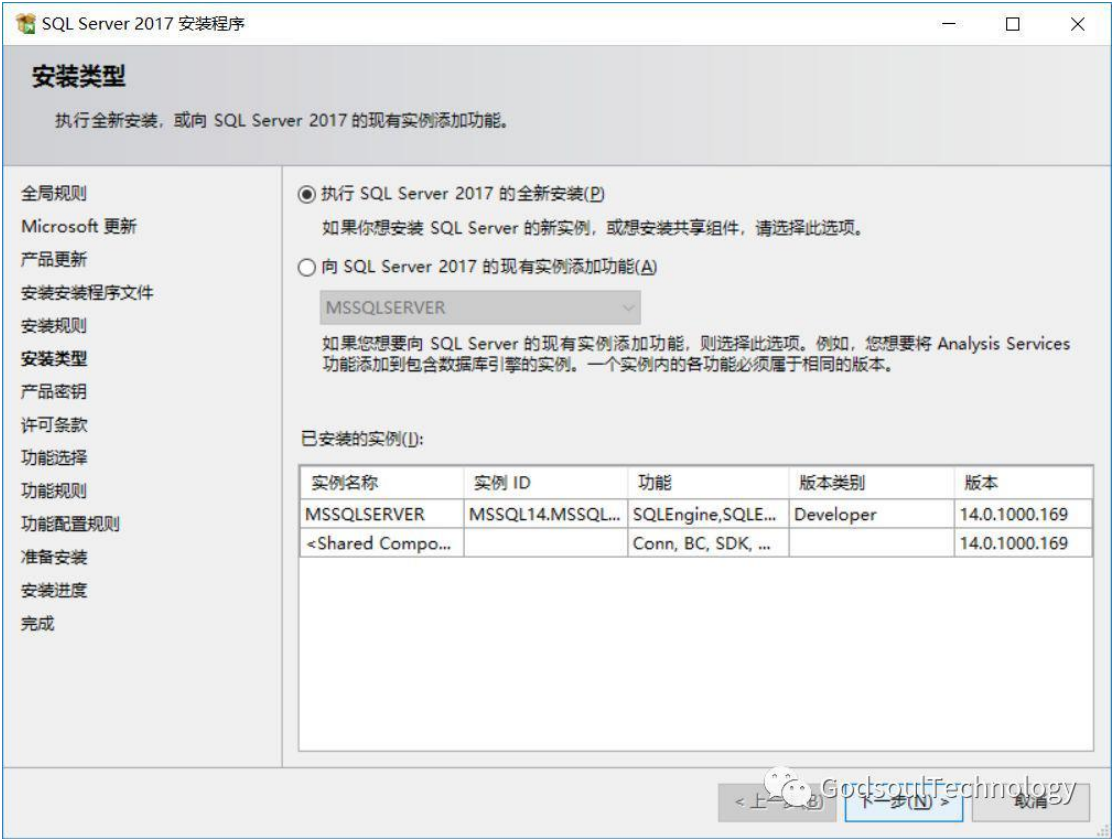 SQL Server 2017 安装程序
安装类型
执行全新安装，或向 SQL Server 2017 的现有实例添加功能。
全局规则
Microsoft 更新
产品更新
安装安装程序文件
安装规则
安装类型
产品密钥
许可条款
功能选择
功能规则
功能配置规则
准备安装
安装进度
完成
执行 SQL Server 2017 的全新安装(P)
如果你想安装 SQL Server 的新实例，或想安装共享组件，请选择此选项。
向 SQL Server 2017 的现有实例添加功能(A)
MSSQLSERVER
如果您想要向 SQL Server 的现有实例添加功能，则选择此选项。例如，您想要将 Analysis Services
功能添加到包含数据库引擎的实例。一个实例内的各功能必须属于相同的版本。
已安装的实例(I):
实例名称 实例 ID 功能 版本类别 版本
MSSQLSERVER MSSQL14.MSSQL... SQLEngine,SQLE... Developer 14.0.1000.169
<Shared Compo... Conn, BC, SDK, ... 14.0.1000.169
< 上一步(B) 下一步(N) > 取消
GodsoulTechnology